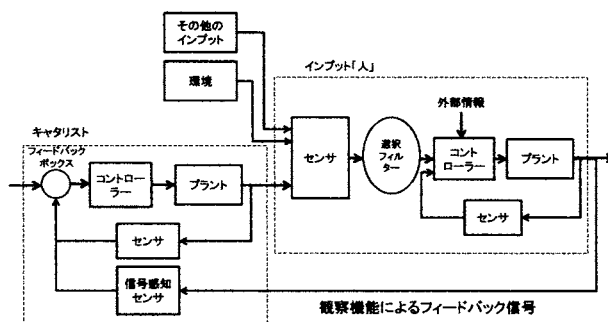 その他の
インプット
環境
インプット「人」
外部情報
センサ
選択
フィル
ター
コント
ローラー
プラント
センサ
キャタリスト
フィードバック
ボックス
コントロー
ラー
プラント
センサ
信号感知
センサ
観察機能によるフィードバック信号